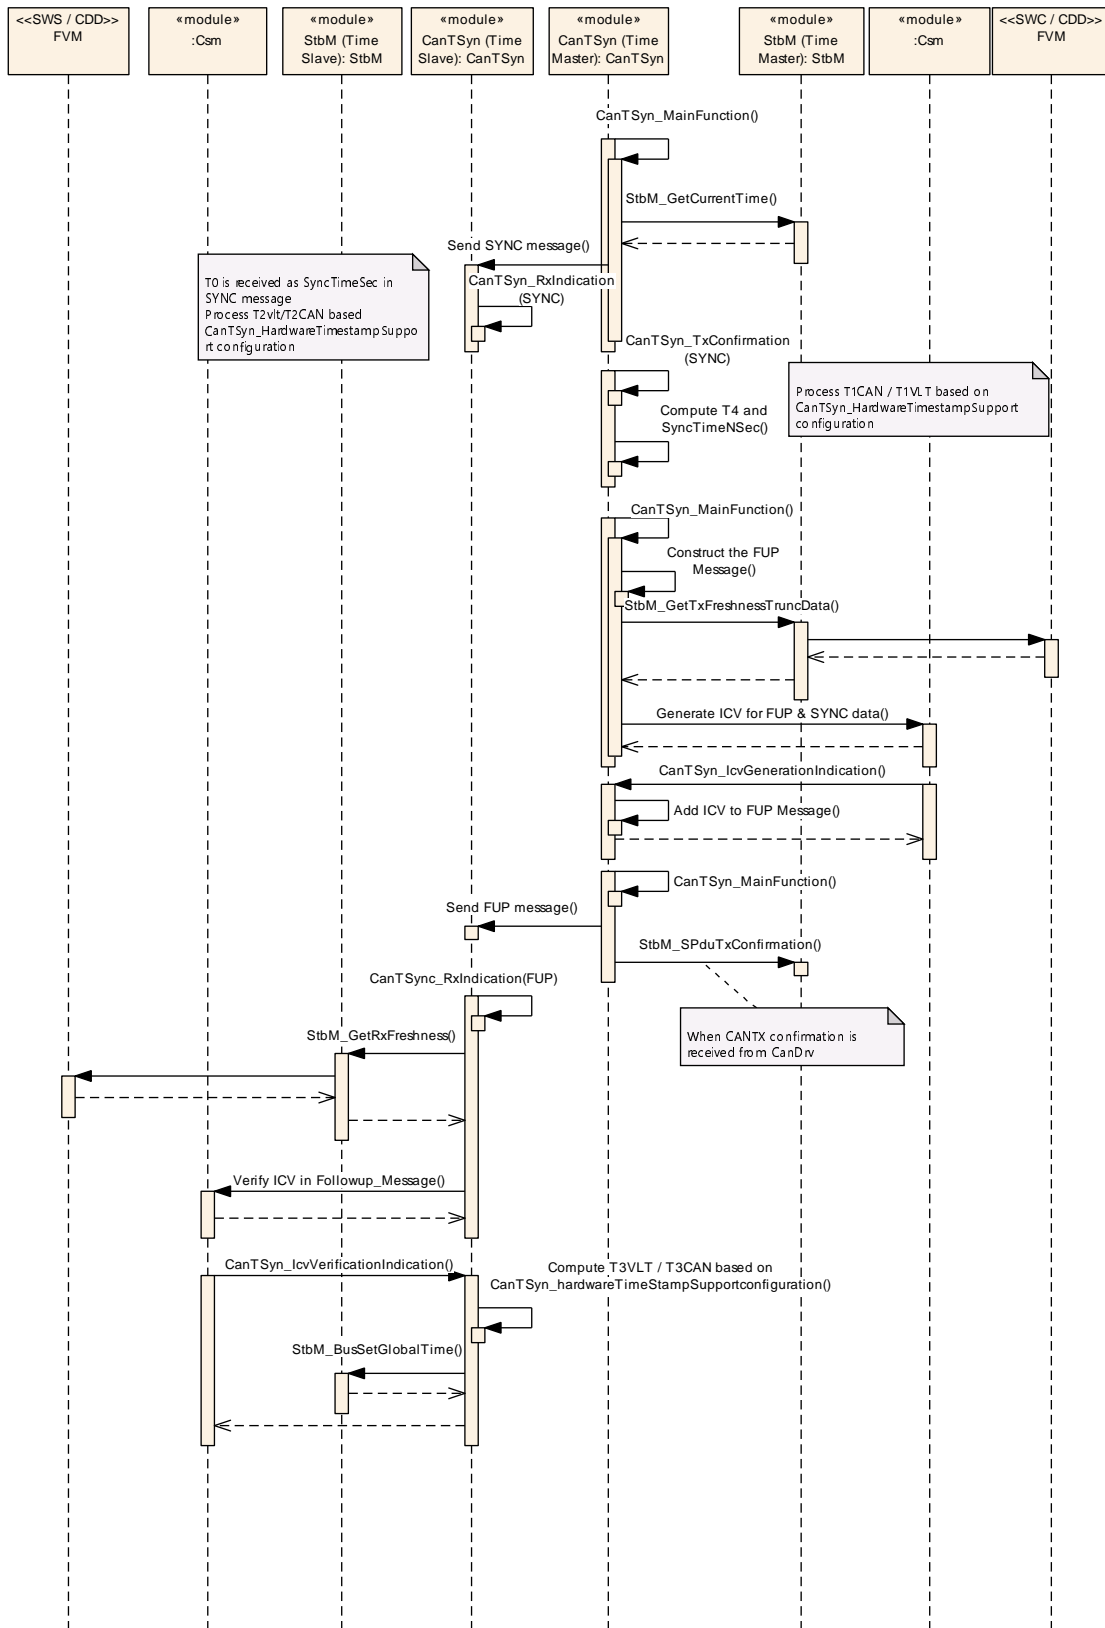 <<SWS / CDD>>
FVM
«module»
:Csm
«module»
StbM (Time
Slave): StbM
«module»
CanTSyn (Time
Slave): CanTSyn
«module»
CanTSyn (Time
Master): CanTSyn
«module»
StbM (Time
Master): StbM
«module»
:Csm
<<SWC / CDD>>
FVM
CanTSyn_MainFunction()
StbM_GetCurrentTime()
Send SYNC message()
T0 is received as SyncTimeSec in
SYNC message
Process T2vlt/T2CAN based
CanTSyn_HardwareTimestampSuppo
rt configuration
CanTSyn_RxIndication
(SYNC)
CanTSyn_TxConfirmation
(SYNC)
Process T1CAN / T1VLT based on
CanTSyn_HardwareTimestampSupport
configuration
Compute T4 and
SyncTimeNSec()
CanTSyn_MainFunction()
Construct the FUP
Message()
StbM_GetTxFreshnessTruncData()
Generate ICV for FUP & SYNC data()
CanTSyn_IcvGenerationIndication()
Add ICV to FUP Message()
CanTSyn_MainFunction()
Send FUP message()
StbM_SPduTxConfirmation()
CanTSync_RxIndication(FUP)
When CANTX confirmation is
received from CanDrv
StbM_GetRxFreshness()
Verify ICV in Followup_Message()
CanTSyn_IcvVerificationIndication()
Compute T3VLT / T3CAN based on
CanTSyn_hardwareTimeStampSupportconfiguration()
StbM_BusSetGlobalTime()